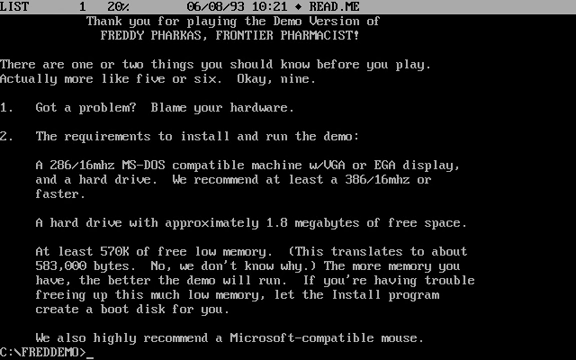 LIST      1   20%          06/08/93 10:21 ♦ READ.ME
Thank you for playing the Demo Version of
FREDDY PHARKAS, FRONTIER PHARMACIST!
There are one or two things you should know before you play.
Actually more like five or six.  Okay, nine.
1.   Got a problem?  Blame your hardware.
2.   The requirements to install and run the demo:
A 286/16mhz MS-DOS compatible machine w/VGA or EGA display,
and a hard drive.  We recommend at least a 386/16mhz or
faster.
A hard drive with approximately 1.8 megabytes of free space.
At least 570K of free low memory.  (This translates to about
583,000 bytes.  No, we don't know why.) The more memory you
have, the better the demo will run.  If you're having trouble
freeing up this much low memory, let the Install program
create a boot disk for you.
We also highly recommend a Microsoft-compatible mouse.
C:\FREDDEMO>_